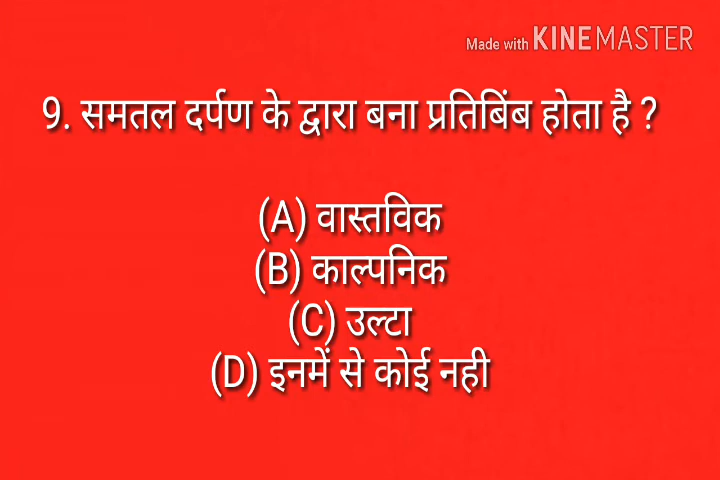 Made with KINEMASTER
9. समतल दर्पण के द्वारा बना प्रतिबिंब होता है ?
(A) वास्तविक
(B) काल्पनिक
(C) उल्टा
(D) इनमें से कोई नही